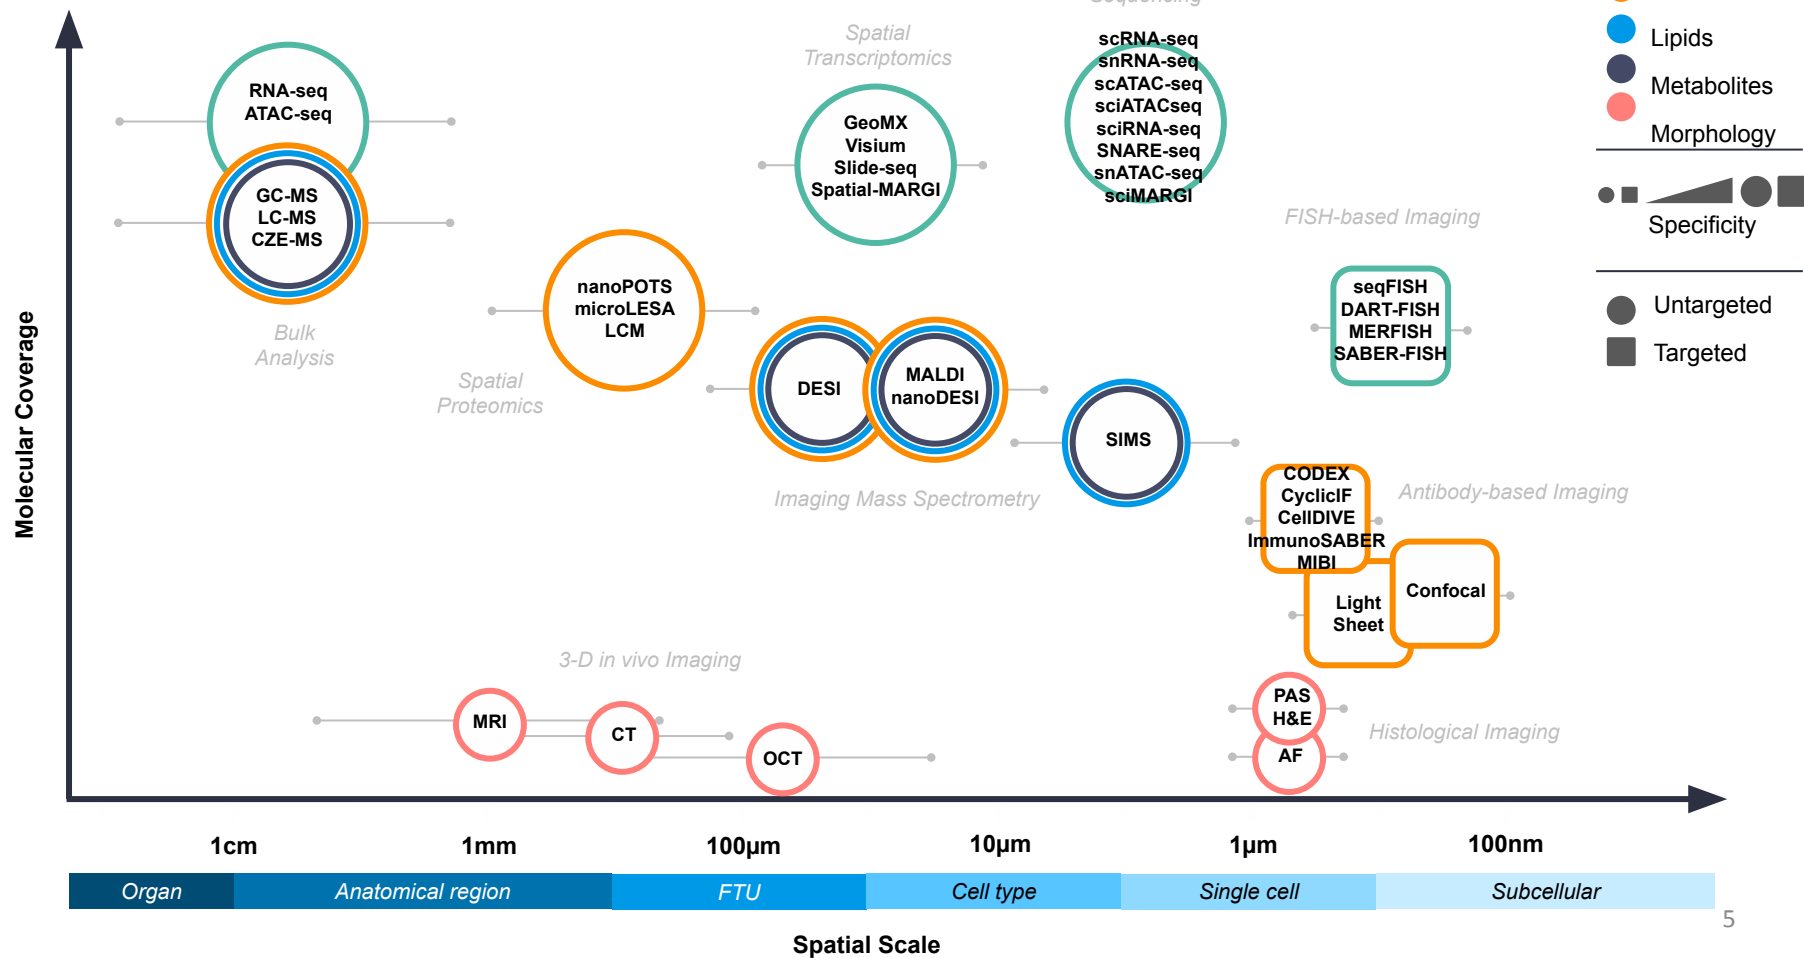 Sequencing
Spatial
Transcriptomics
RNA-seq
ATAC-seq
GC-MS
LC-MS
CZE-MS
Bulk
Analysis
GeoMX
Visium
Slide-seq
Spatial-MARGI
scRNA-seq
snRNA-seq
scATAC-seq
sciATACseq
sciRNA-seq
SNARE-seq
snATAC-seq
sciMARGI
Lipids
Metabolites
Morphology
Specificity
Untargeted
Targeted
FISH-based Imaging
seqFISH
DART-FISH
MERFISH
SABER-FISH
nanoPOTS
microLESA
LCM
Spatial
Proteomics
DESI
MALDI
nanoDESI
SIMS
Imaging Mass Spectrometry
CODEX
CyclicIF
CellDIVE
ImmunoSABER
MIBI
Antibody-based Imaging
Light
Sheet
Confocal
3-D in vivo Imaging
MRI
CT
OCT
PAS
H&E
AF
Histological Imaging
Molecular Coverage
1cm
1mm
100µm
10µm
1µm
100nm
Organ
Anatomical region
FTU
Cell type
Single cell
Subcellular
Spatial Scale
5